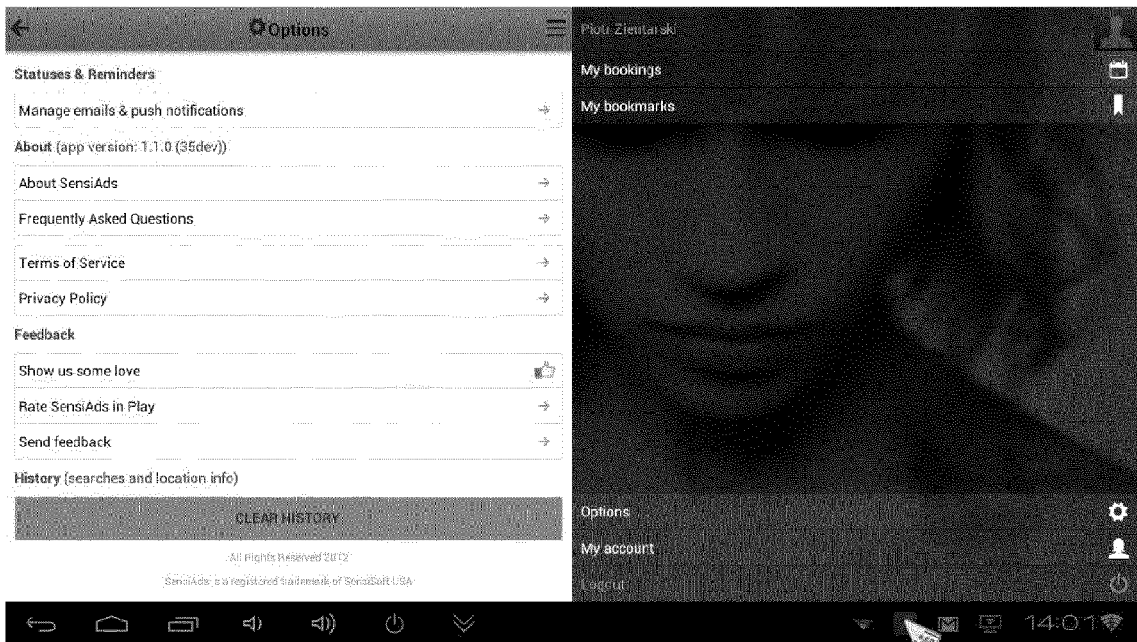 Options
Statuses & Reminders
Manage emails & push notifications
About (app version: 1.1.0 (35dev))
About SensiAds
Frequently Asked Questions
Terms of Service
Privacy Policy
Feedback
Show us some love
Rate SensiAds in Play
Send feedback
History (searches and location info)
CLEAR HISTORY
All Rights Reserved 2012
SensiAds is a registered trademark of SensiSoft USA
Piotr Zientarski
My bookings
My bookmarks
Options
My account
Logout
14:01